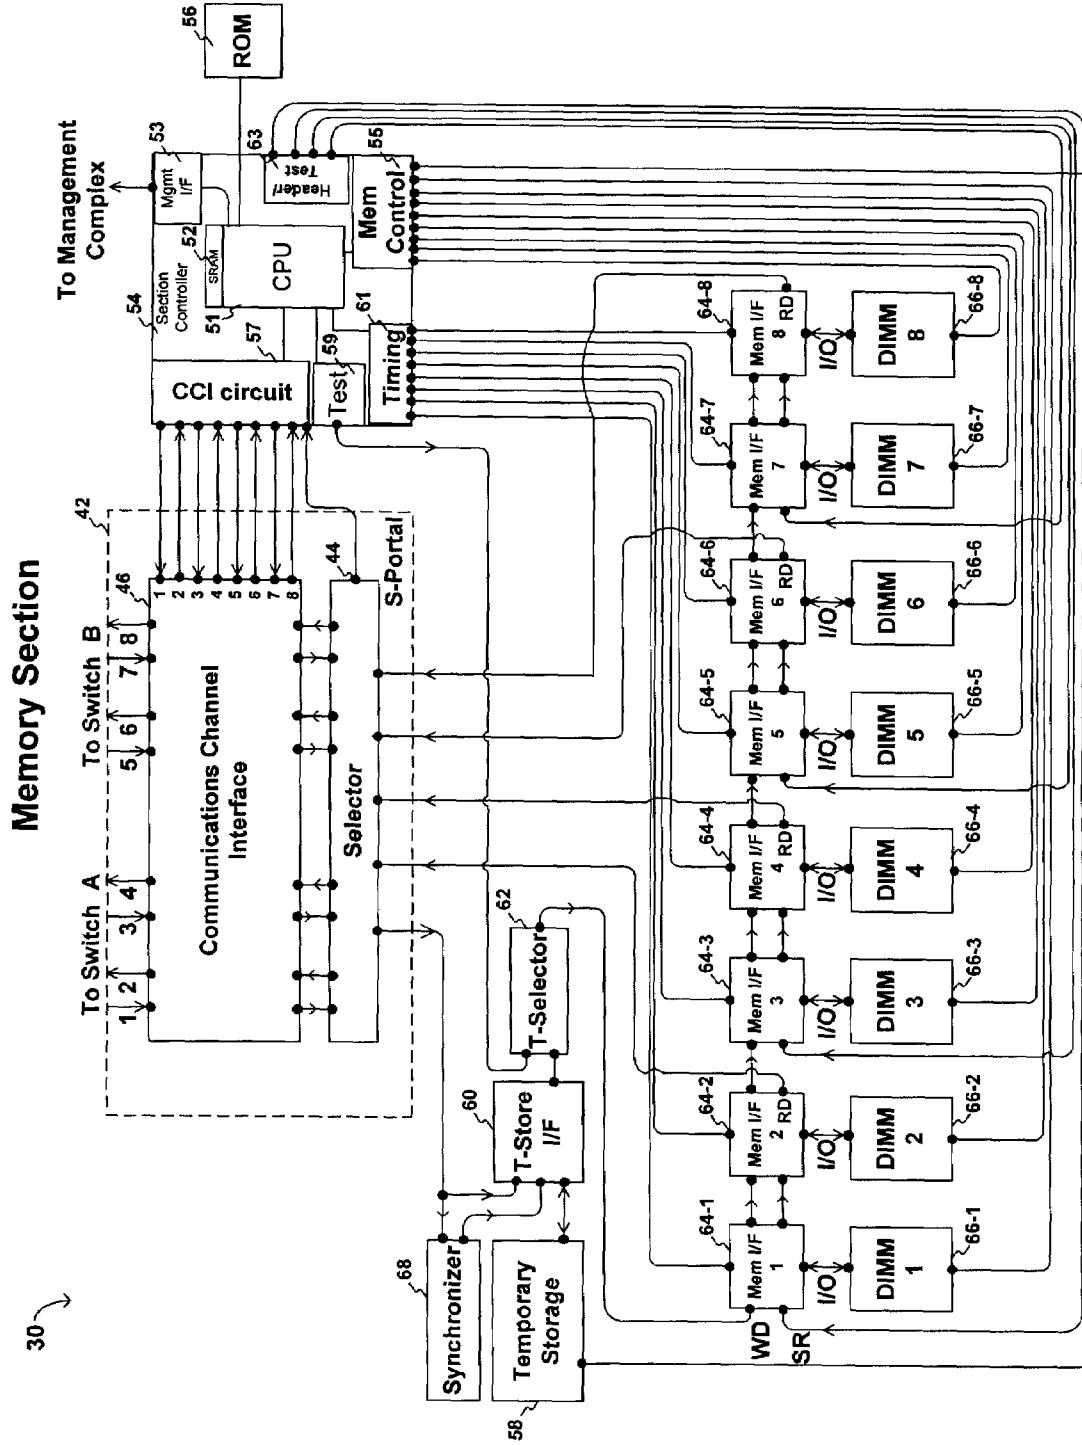 Memory Section
30
To Switch A
To Switch B
1
2
3
4
5
6
7
8
42
46
Communications Channel
Interface
1
2
3
4
5
6
7
8
Selector
44
S-Portal
To Management
Complex
54
Section
Controller
53
Mgmt
I/F
56
ROM
52
SRAM
51
CPU
57
CCI circuit
63
Header/
Test
55
Mem
Control
59
Test
61
Timing
68
Synchronizer
58
Temporary
Storage
60
T-Store
I/F
62
T-Selector
WD
SR
64-1
Mem I/F
1
64-2
Mem I/F
2
RD
64-3
Mem I/F
3
64-4
Mem I/F
4
RD
64-5
Mem I/F
5
64-6
Mem I/F
6
RD
64-7
Mem I/F
7
64-8
Mem I/F
8
RD
I/O
I/O
I/O
I/O
I/O
I/O
I/O
I/O
DIMM
1
66-1
DIMM
2
66-2
DIMM
3
66-3
DIMM
4
66-4
DIMM
5
66-5
DIMM
6
66-6
DIMM
7
66-7
DIMM
8
66-8